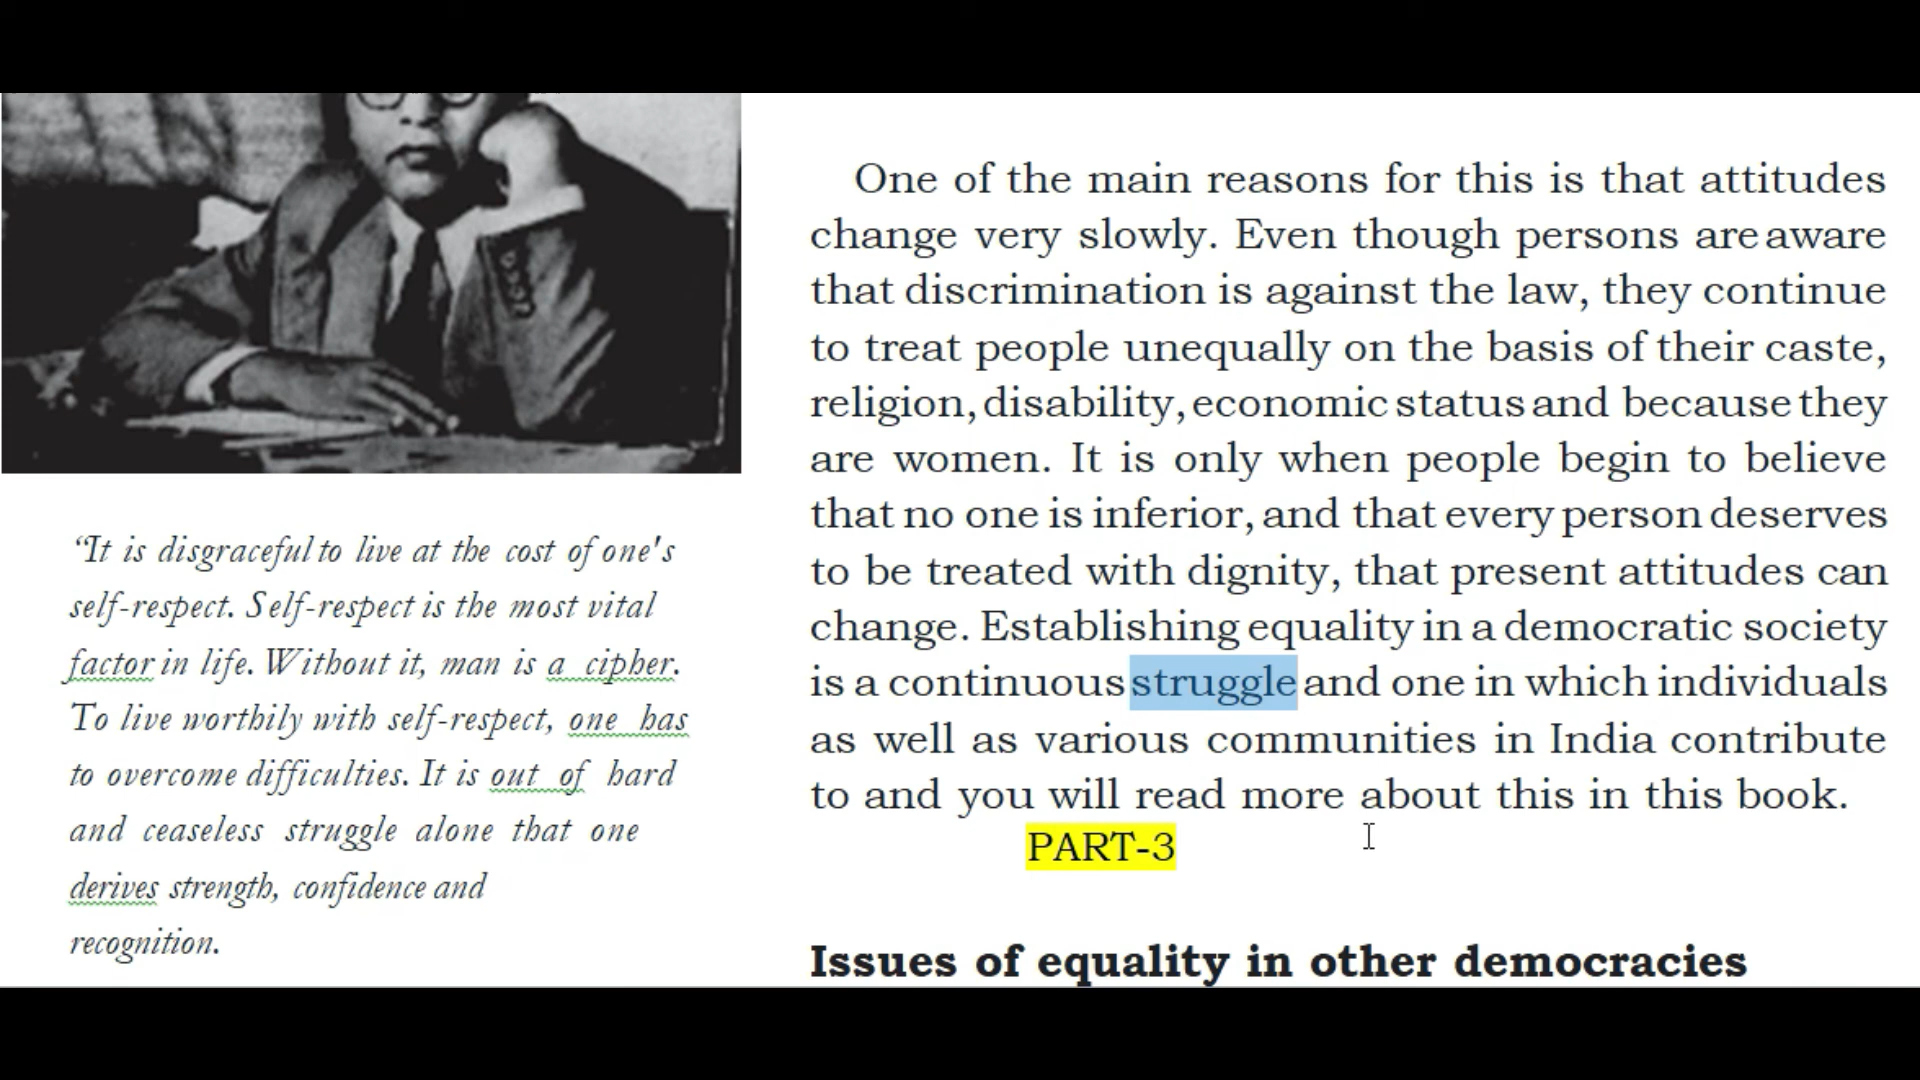 One of the main reasons for this is that attitudes
change very slowly. Even though persons are aware
that discrimination is against the law, they continue
to treat people unequally on the basis of their caste,
religion, disability, economic status and because they
are women. It is only when people begin to believe
that no one is inferior, and that every person deserves
to be treated with dignity, that present attitudes can
change. Establishing equality in a democratic society
is a continuous struggle and one in which individuals
as well as various communities in India contribute
to and you will read more about this in this book.
PART-3
Issues of equality in other democracies
“It is disgraceful to live at the cost of one's
self-respect. Self-respect is the most vital
factor in life. Without it, man is a cipher.
To live worthily with self-respect, one has
to overcome difficulties. It is out of hard
and ceaseless struggle alone that one
derives strength, confidence and
recognition.